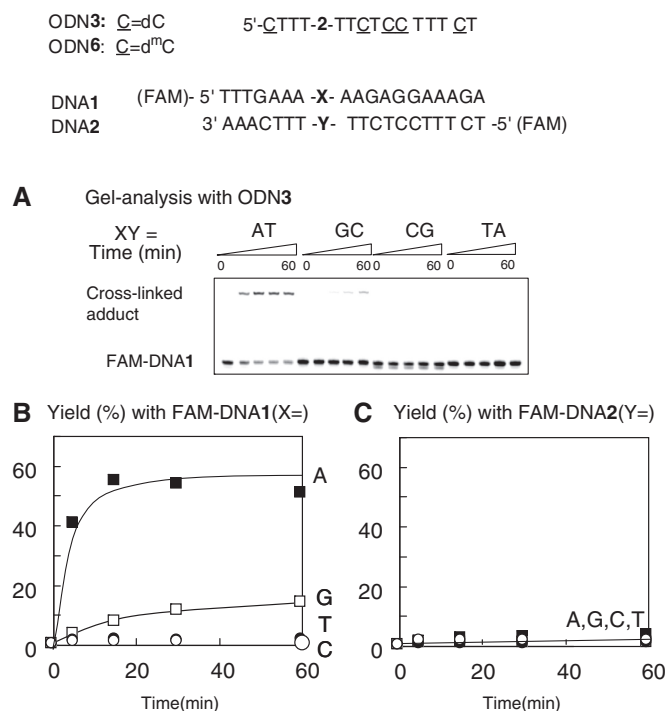 ODN3: C=dC 5'-CTTT-2-TTCTCC TTT CT
ODN6: C=dᵐC
DNA1 (FAM)- 5' TTTGAAA -X- AAGAGGAAAGA
DNA2 3' AAACTTT -Y- TTCTCCTTT CT -5' (FAM)
A Gel-analysis with ODN3
XY = AT GC CG TA
Time (min) 0 60 0 60 0 60 0 60
Cross-linked
adduct
FAM-DNA1
B Yield (%) with FAM-DNA1(X=)
60
40
20
0
A
G
T
C
0 20 40 60
Time(min)
C Yield (%) with FAM-DNA2(Y=)
60
40
20
0
A,G,C,T
0 20 40 60
Time(min)